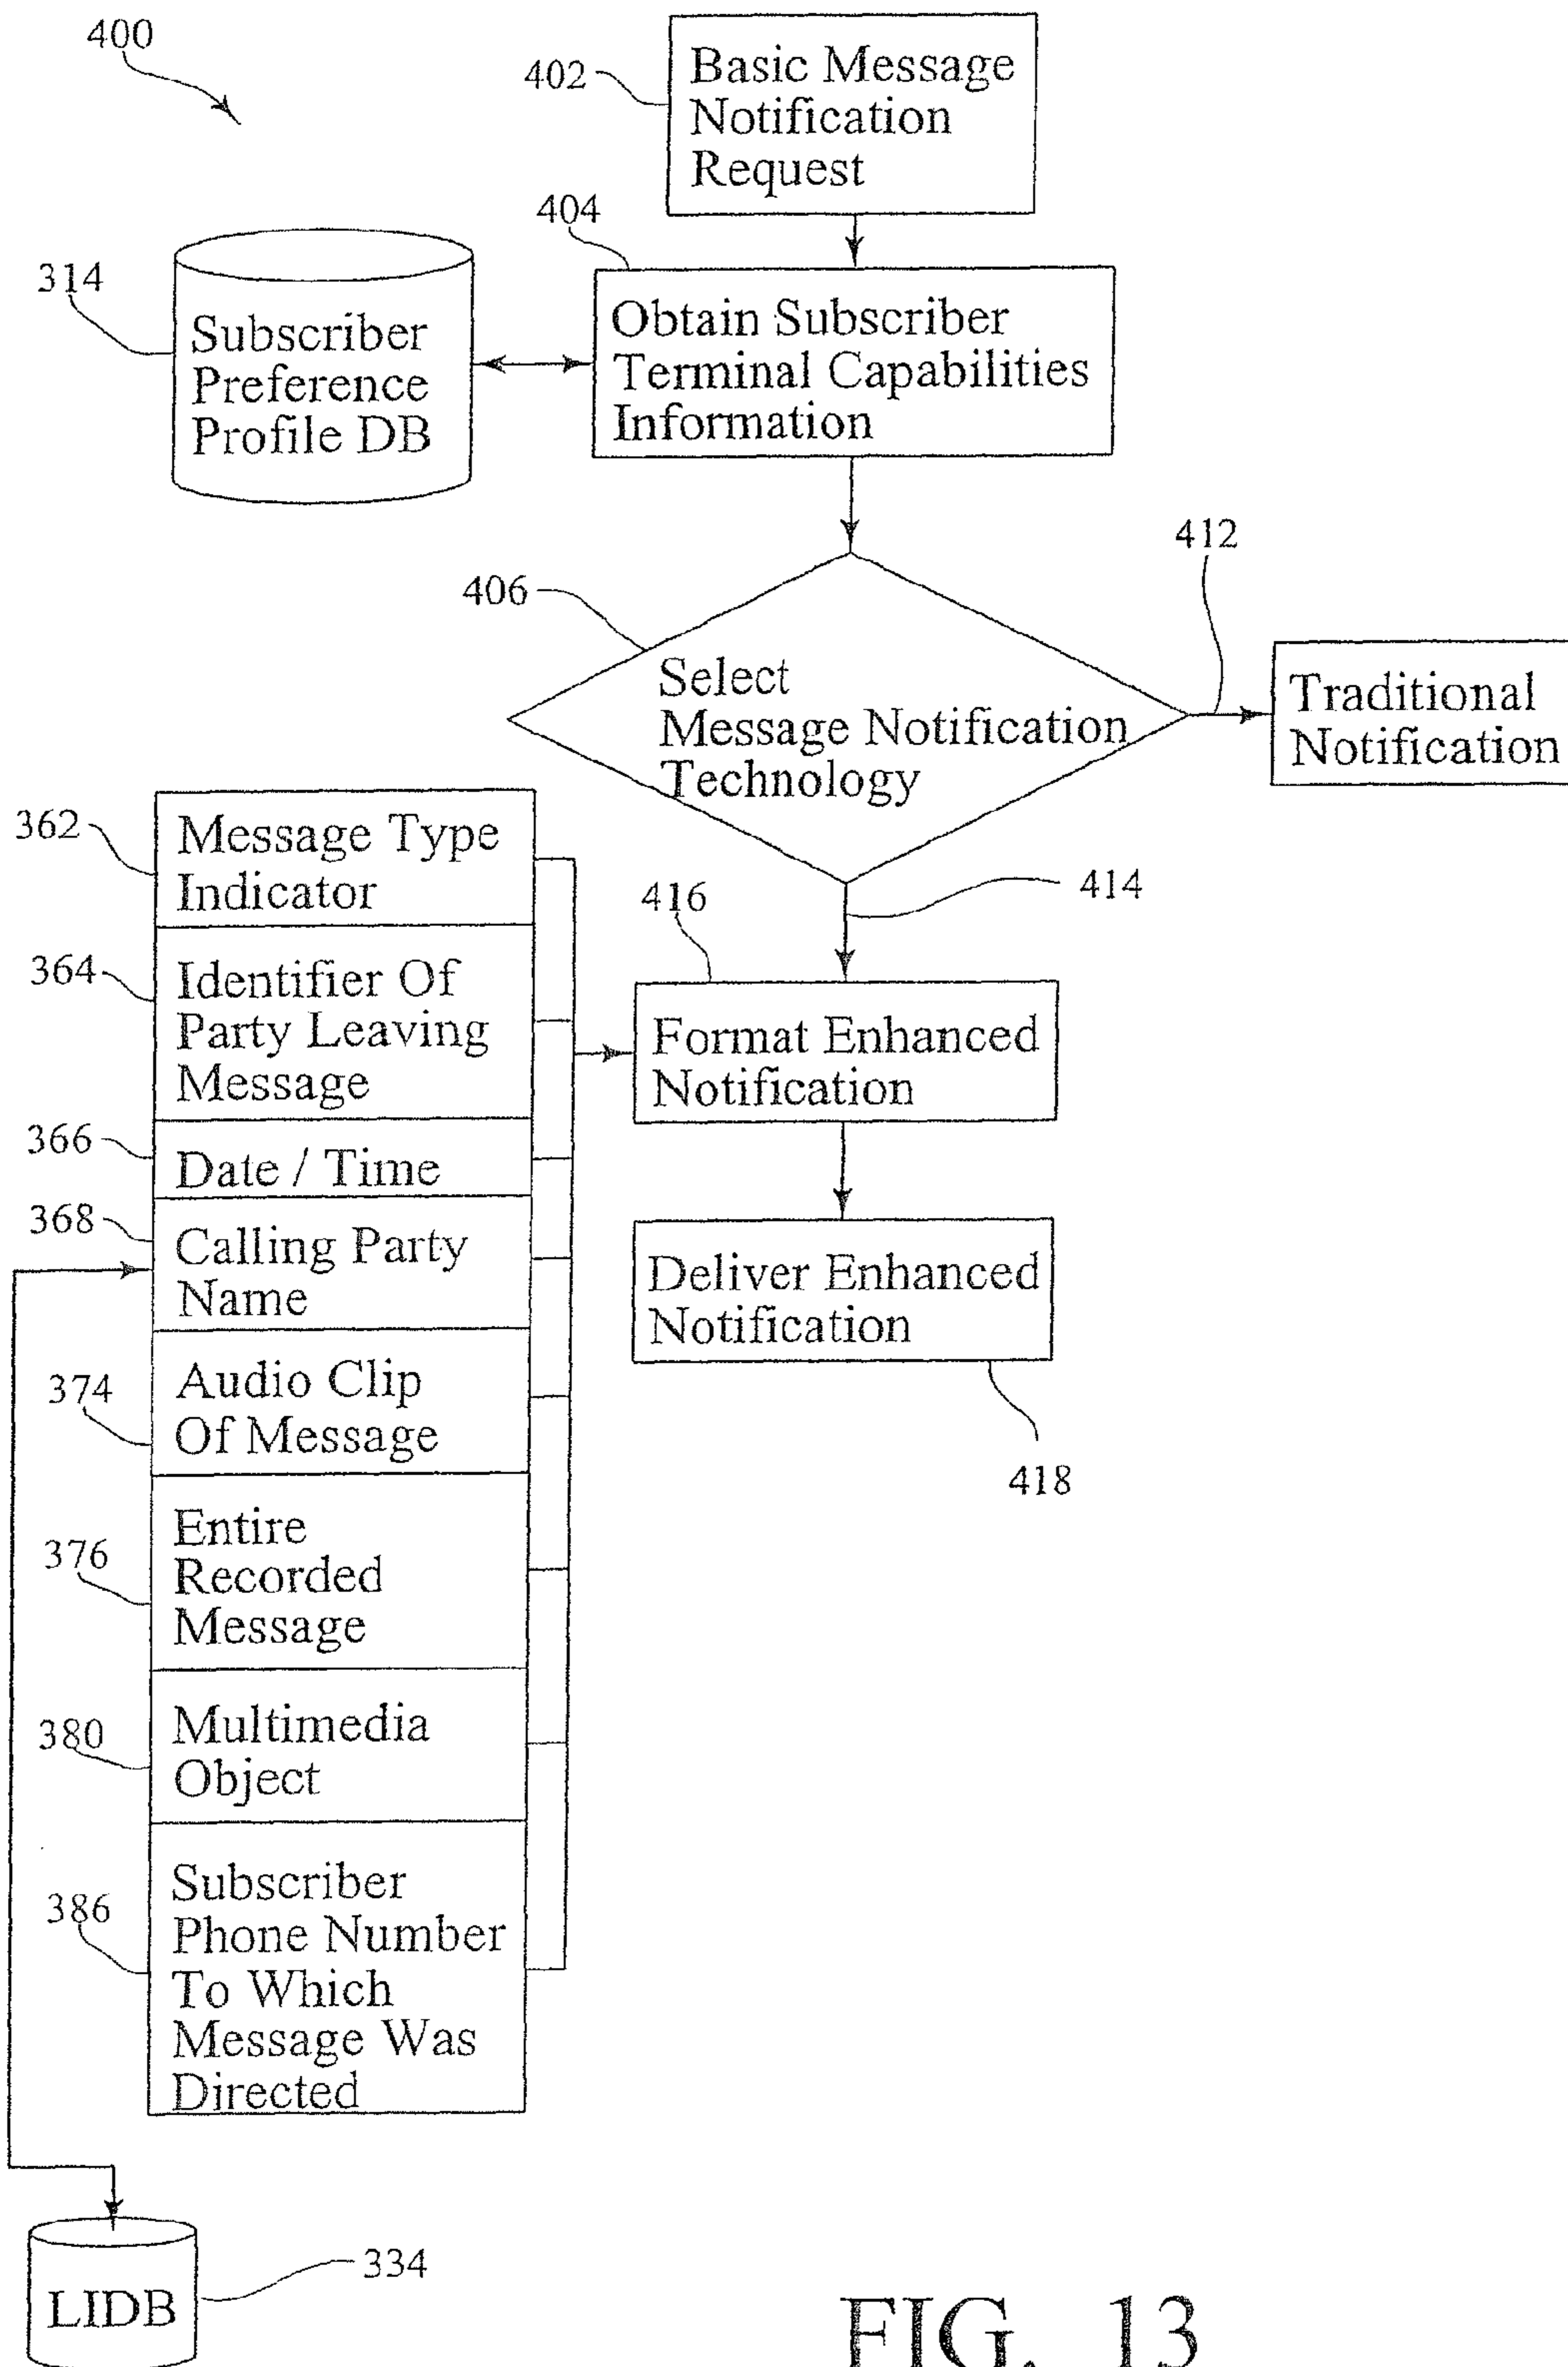 400
402
Basic Message
Notification
Request
404
314
Subscriber
Preference
Profile DB
Obtain Subscriber
Terminal Capabilities
Information
406
Select
Message Notification
Technology
412
Traditional
Notification
414
362
Message Type
Indicator
364
Identifier Of
Party Leaving
Message
366
Date / Time
368
Calling Party
Name
374
Audio Clip
Of Message
376
Entire
Recorded
Message
380
Multimedia
Object
386
Subscriber
Phone Number
To Which
Message Was
Directed
416
Format Enhanced
Notification
Deliver Enhanced
Notification
418
LIDB
334
FIG. 13